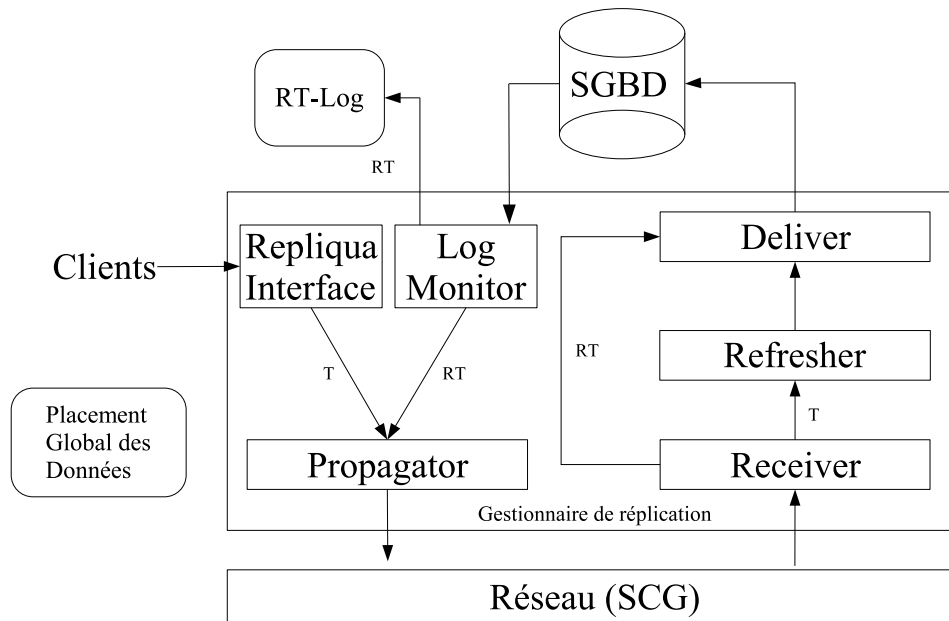 SGBD
RT-Log
RT
Repliqua
Interface
Log
Monitor
Deliver
Clients
T
RT
RT
Refresher
Placement
Global des
Données
T
Propagator
Receiver
Gestionnaire de réplication
Réseau (SCG)